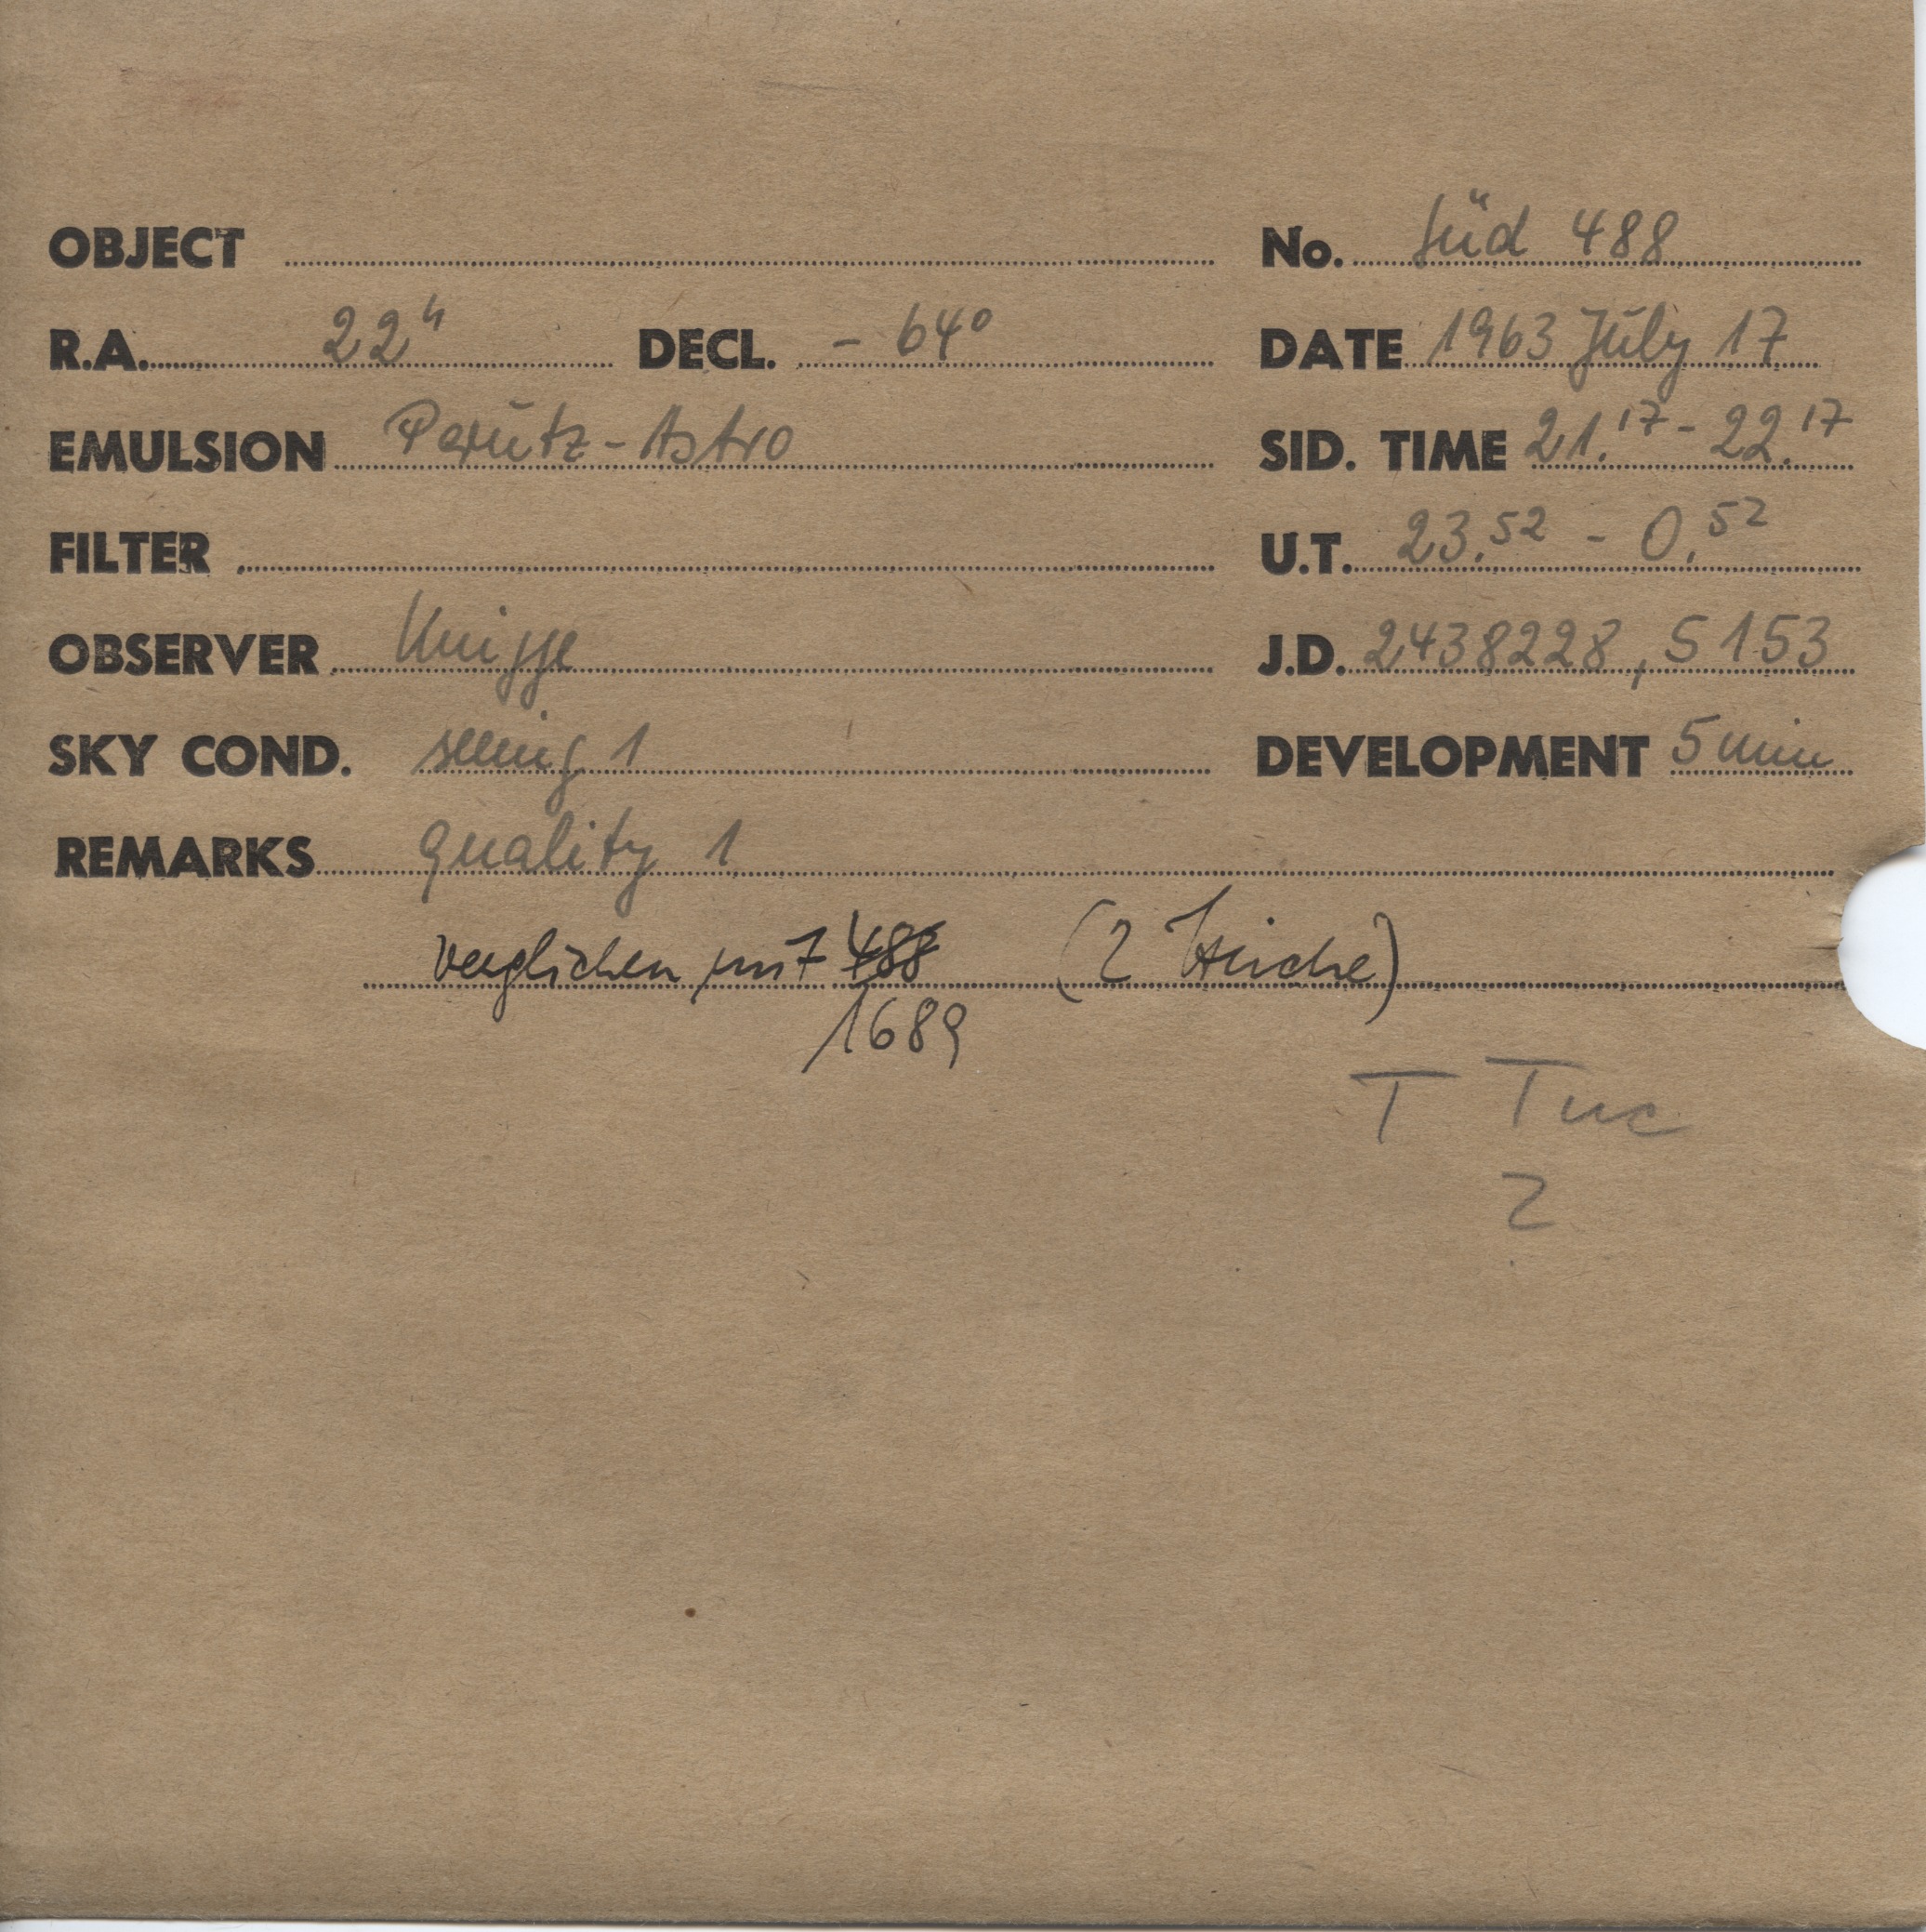 OBJECT
No. Süd 488
R.A. 22h DECL. - 64°
DATE 1963 July 17
EMULSION Perutz-Astro
SID. TIME 21.17 - 22.17
FILTER
U.T. 23.52 - 0.52
OBSERVER Knigge
J.D. 2438228,5153
SKY COND. seeing 1
DEVELOPMENT 5 min
REMARKS quality 1
verglichen mit 488 (2 Striche)
1689
T Tuc
2